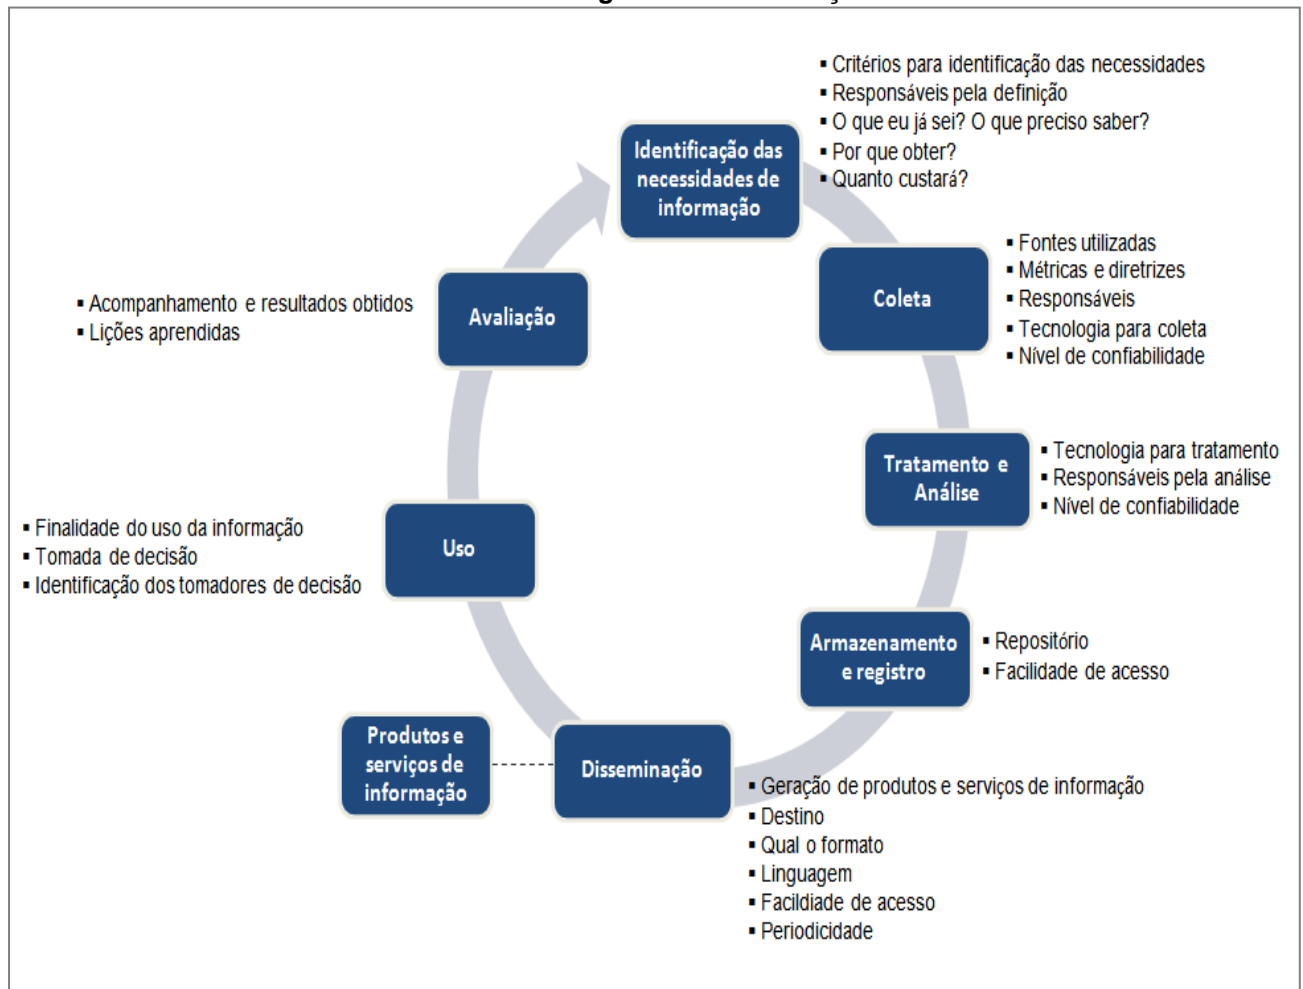 ▪ Critérios para identificação das necessidades
▪ Responsáveis pela definição
▪ O que eu já sei? O que preciso saber?
▪ Por que obter?
▪ Quanto custará?
Identificação das
necessidades de
informação
Coleta
▪ Fontes utilizadas
▪ Métricas e diretrizes
▪ Responsáveis
▪ Tecnologia para coleta
▪ Nível de confiabilidade
Tratamento e
Análise
▪ Tecnologia para tratamento
▪ Responsáveis pela análise
▪ Nível de confiabilidade
Armazenamento
e registro
▪ Repositório
▪ Facilidade de acesso
Disseminação
▪ Geração de produtos e serviços de informação
▪ Destino
▪ Qual o formato
▪ Linguagem
▪ Facildiade de acesso
▪ Periodicidade
Produtos e
serviços de
informação
Uso
▪ Finalidade do uso da informação
▪ Tomada de decisão
▪ Identificação dos tomadores de decisão
Avaliação
▪ Acompanhamento e resultados obtidos
▪ Lições aprendidas